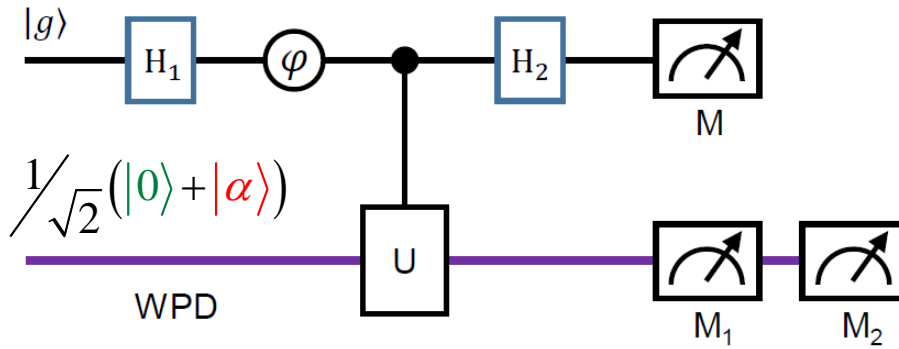 |g⟩
H₁ φ H₂
M
1/√2(|0⟩+|α⟩)
U
WPD
M₁ M₂